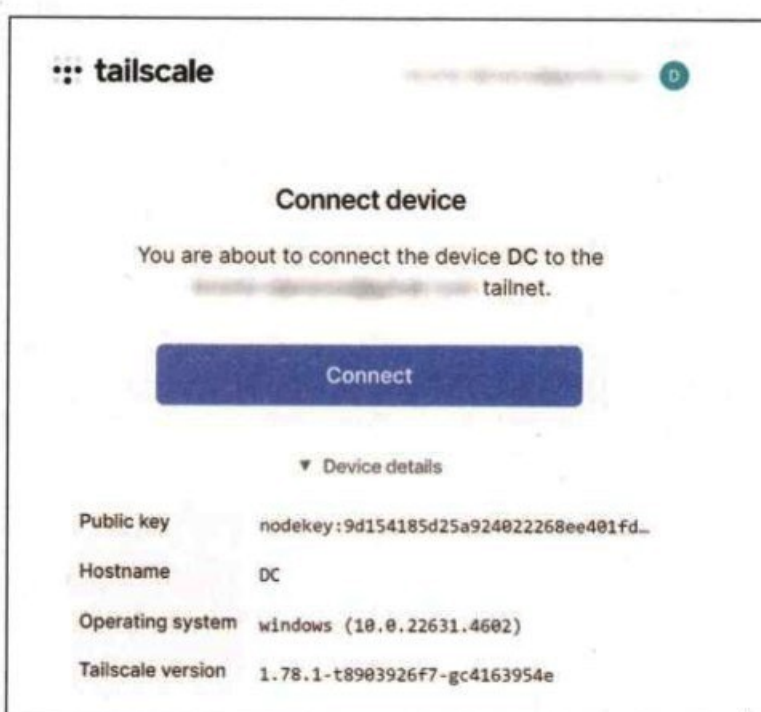 tailscale
D
Connect device
You are about to connect the device DC to the
tailnet.
Connect
▼ Device details
Public key nodekey:9d154185d25a924022268ee401fd…
Hostname DC
Operating system windows (10.0.22631.4602)
Tailscale version 1.78.1-t8903926f7-gc4163954e